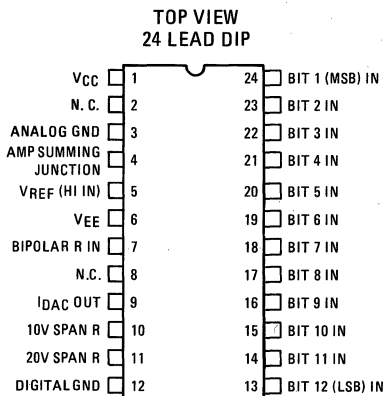 TOP VIEW
24 LEAD DIP
VCC 1 24 BIT 1 (MSB) IN
N. C. 2 23 BIT 2 IN
ANALOG GND 3 22 BIT 3 IN
AMP SUMMING
JUNCTION 4 21 BIT 4 IN
VREF (HI IN) 5 20 BIT 5 IN
VEE 6 19 BIT 6 IN
BIPOLAR R IN 7 18 BIT 7 IN
N.C. 8 17 BIT 8 IN
IDAC OUT 9 16 BIT 9 IN
10V SPAN R 10 15 BIT 10 IN
20V SPAN R 11 14 BIT 11 IN
DIGITAL GND 12 13 BIT 12 (LSB) IN